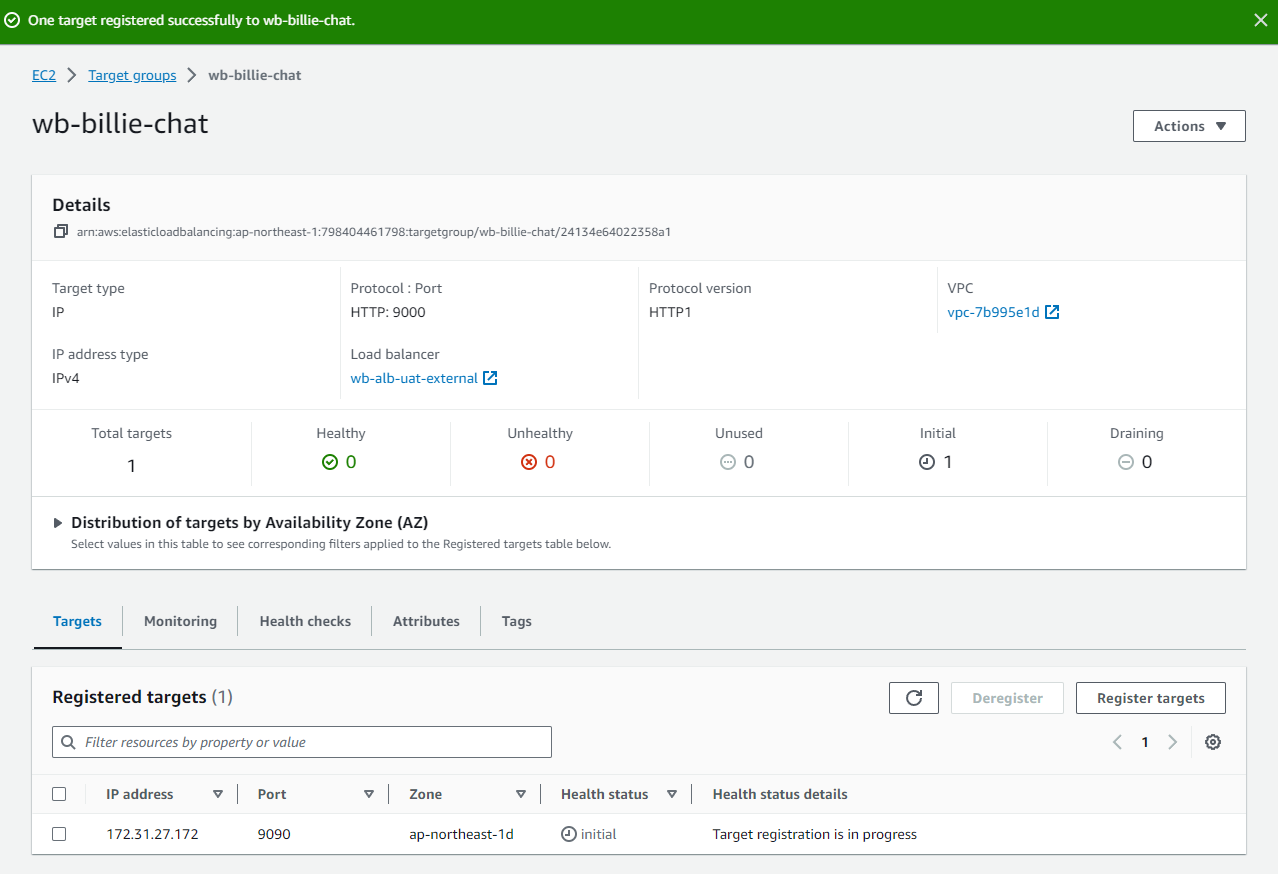 One target registered successfully to wb-billie-chat.
EC2 > Target groups > wb-billie-chat
wb-billie-chat
Actions
Details
arn:aws:elasticloadbalancing:ap-northeast-1:798404461798:targetgroup/wb-billie-chat/24134e64022358a1
Target type Protocol : Port Protocol version VPC
IP HTTP: 9000 HTTP1 vpc-7b995e1d
IP address type Load balancer
IPv4 wb-alb-uat-external
Total targets Healthy Unhealthy Unused Initial Draining
1 0 0 0 1 0
Distribution of targets by Availability Zone (AZ)
Select values in this table to see corresponding filters applied to the Registered targets table below.
Targets Monitoring Health checks Attributes Tags
Registered targets (1) Deregister Register targets
Filter resources by property or value 1
IP address Port Zone Health status Health status details
172.31.27.172 9090 ap-northeast-1d initial Target registration is in progress